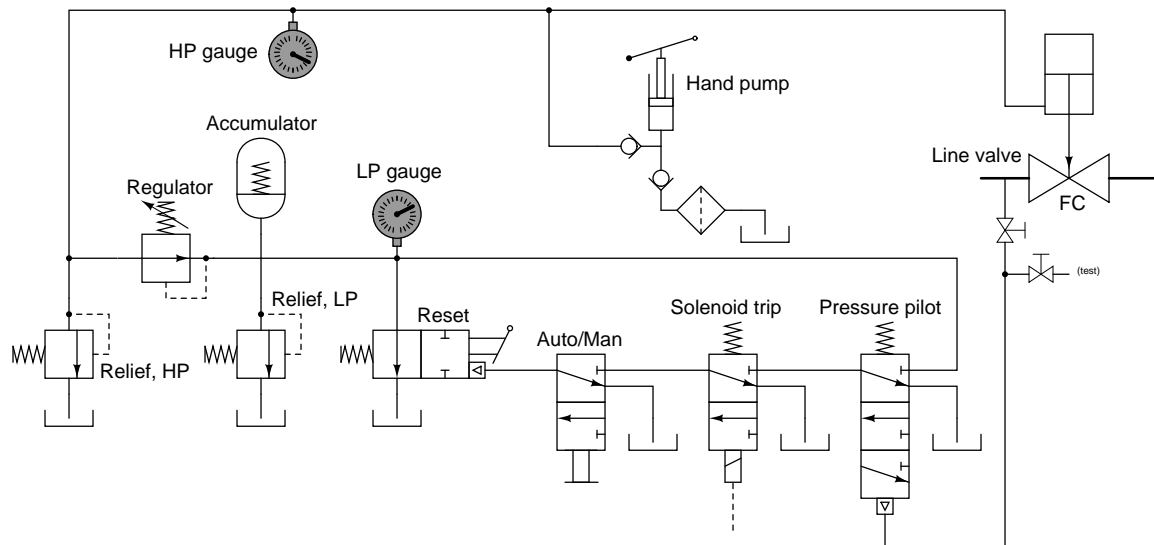 HP gauge
Hand pump
Accumulator
LP gauge
Line valve
Regulator
FC
(test)
Relief, LP
Reset
Solenoid trip
Pressure pilot
Auto/Man
Relief, HP